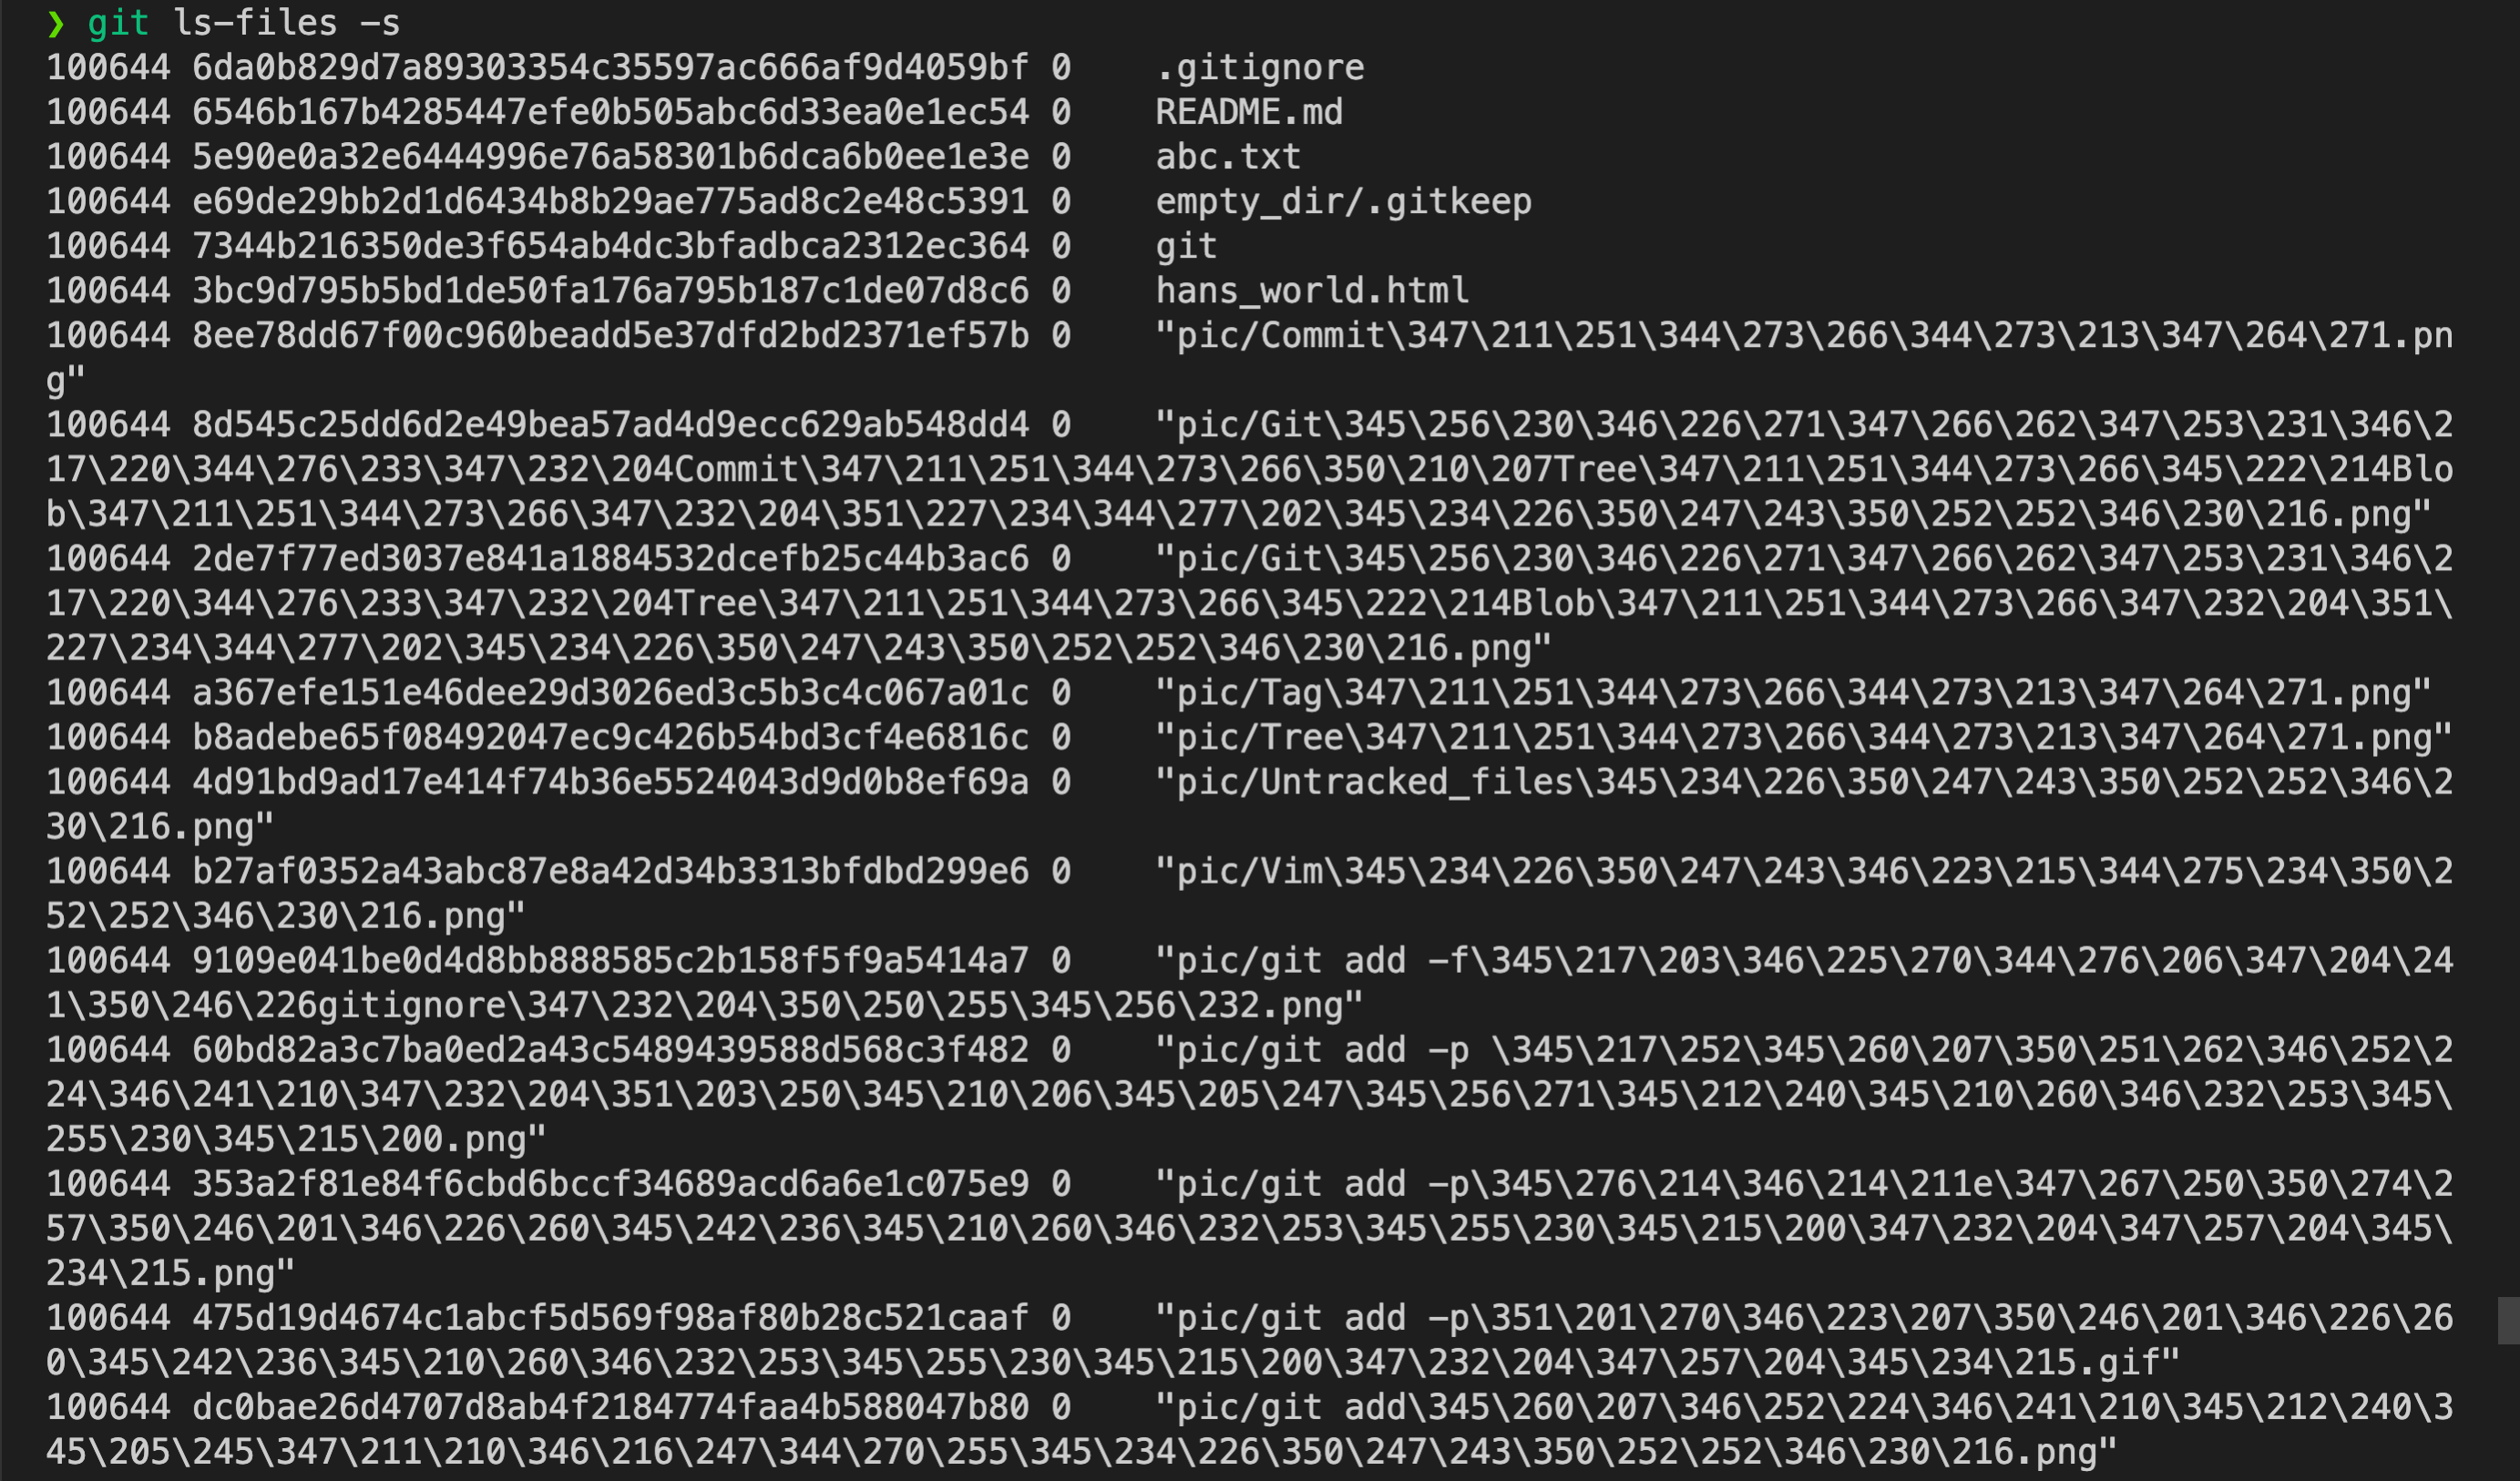 ❯ git ls-files -s
100644 6da0b829d7a89303354c35597ac666af9d4059bf 0    .gitignore
100644 6546b167b4285447efe0b505abc6d33ea0e1ec54 0    README.md
100644 5e90e0a32e6444996e76a58301b6dca6b0ee1e3e 0    abc.txt
100644 e69de29bb2d1d6434b8b29ae775ad8c2e48c5391 0    empty_dir/.gitkeep
100644 7344b216350de3f654ab4dc3bfadbca2312ec364 0    git
100644 3bc9d795b5bd1de50fa176a795b187c1de07d8c6 0    hans_world.html
100644 8ee78dd67f00c960beadd5e37dfd2bd2371ef57b 0    "pic/Commit\347\211\251\344\273\266\344\273\213\347\264\271.pn
g"
100644 8d545c25dd6d2e49bea57ad4d9ecc629ab548dd4 0    "pic/Git\345\256\230\346\226\271\347\266\262\347\253\231\346\2
17\220\344\276\233\347\232\204Commit\347\211\251\344\273\266\350\210\207Tree\347\211\251\344\273\266\345\222\214Blo
b\347\211\251\344\273\266\347\232\204\351\227\234\344\277\202\345\234\226\350\247\243\350\252\252\346\230\216.png"
100644 2de7f77ed3037e841a1884532dcefb25c44b3ac6 0    "pic/Git\345\256\230\346\226\271\347\266\262\347\253\231\346\2
17\220\344\276\233\347\232\204Tree\347\211\251\344\273\266\345\222\214Blob\347\211\251\344\273\266\347\232\204\351\
227\234\344\277\202\345\234\226\350\247\243\350\252\252\346\230\216.png"
100644 a367efe151e46dee29d3026ed3c5b3c4c067a01c 0    "pic/Tag\347\211\251\344\273\266\344\273\213\347\264\271.png"
100644 b8adebe65f08492047ec9c426b54bd3cf4e6816c 0    "pic/Tree\347\211\251\344\273\266\344\273\213\347\264\271.png"
100644 4d91bd9ad17e414f74b36e5524043d9d0b8ef69a 0    "pic/Untracked_files\345\234\226\350\247\243\350\252\252\346\2
30\216.png"
100644 b27af0352a43abc87e8a42d34b3313bfdbd299e6 0    "pic/Vim\345\234\226\350\247\243\346\223\215\344\275\234\350\2
52\252\346\230\216.png"
100644 9109e041be0d4d8bb888585c2b158f5f9a5414a7 0    "pic/git add -f\345\217\203\346\225\270\344\276\206\347\204\24
1\350\246\226gitignore\347\232\204\350\250\255\345\256\232.png"
100644 60bd82a3c7ba0ed2a43c5489439588d568c3f482 0    "pic/git add -p \345\217\252\345\260\207\350\251\262\346\252\2
24\346\241\210\347\232\204\351\203\250\345\210\206\345\205\247\345\256\271\345\212\240\345\210\260\346\232\253\345\
255\230\345\215\200.png"
100644 353a2f81e84f6cbd6bccf34689acd6a6e1c075e9 0    "pic/git add -p\345\276\214\346\214\211e\347\267\250\350\274\2
57\350\246\201\346\226\260\345\242\236\345\210\260\346\232\253\345\255\230\345\215\200\347\232\204\347\257\204\345\
234\215.png"
100644 475d19d4674c1abcf5d569f98af80b28c521caaf 0    "pic/git add -p\351\201\270\346\223\207\350\246\201\346\226\26
0\345\242\236\345\210\260\346\232\253\345\255\230\345\215\200\347\232\204\347\257\204\345\234\215.gif"
100644 dc0bae26d4707d8ab4f2184774faa4b588047b80 0    "pic/git add\345\260\207\346\252\224\346\241\210\345\212\240\3
45\205\245\347\211\210\346\216\247\344\270\255\345\234\226\350\247\243\350\252\252\346\230\216.png"